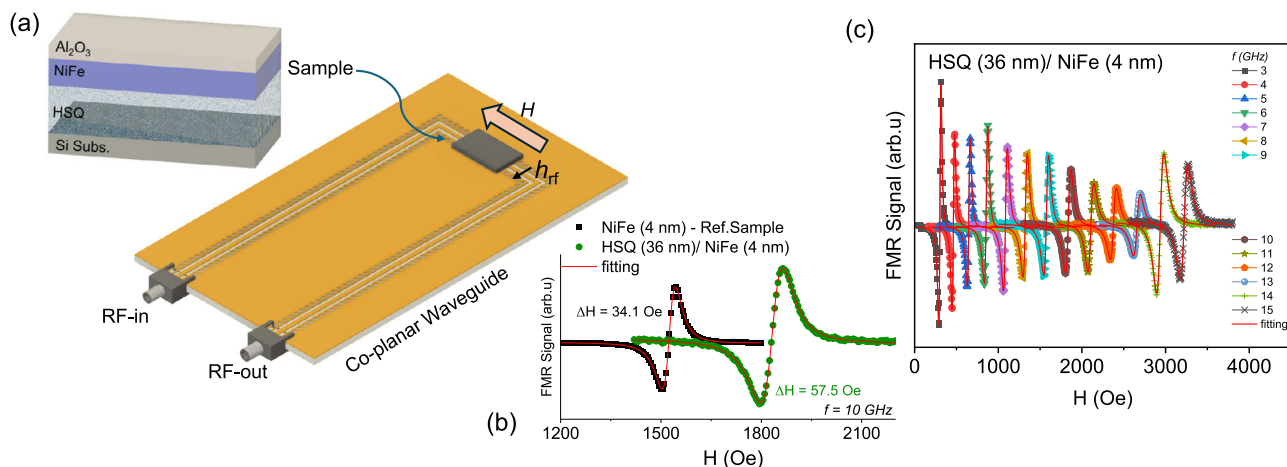 (a)
Al₂O₃
NiFe
HSQ
Si Subs.
Sample
H
hrf
RF-in
RF-out
Co-planar Waveguide
NiFe (4 nm) - Ref.Sample
HSQ (36 nm)/ NiFe (4 nm)
fitting
FMR Signal (arb.u)
ΔH = 34.1 Oe
ΔH = 57.5 Oe
f = 10 GHz
(b)
1200 1500 1800 2100
H (Oe)
(c)
HSQ (36 nm)/ NiFe (4 nm)
f (GHz)
3
4
5
6
7
8
9
10
11
12
13
14
15
fitting
FMR Signal (arb.u)
0 1000 2000 3000 4000
H (Oe)